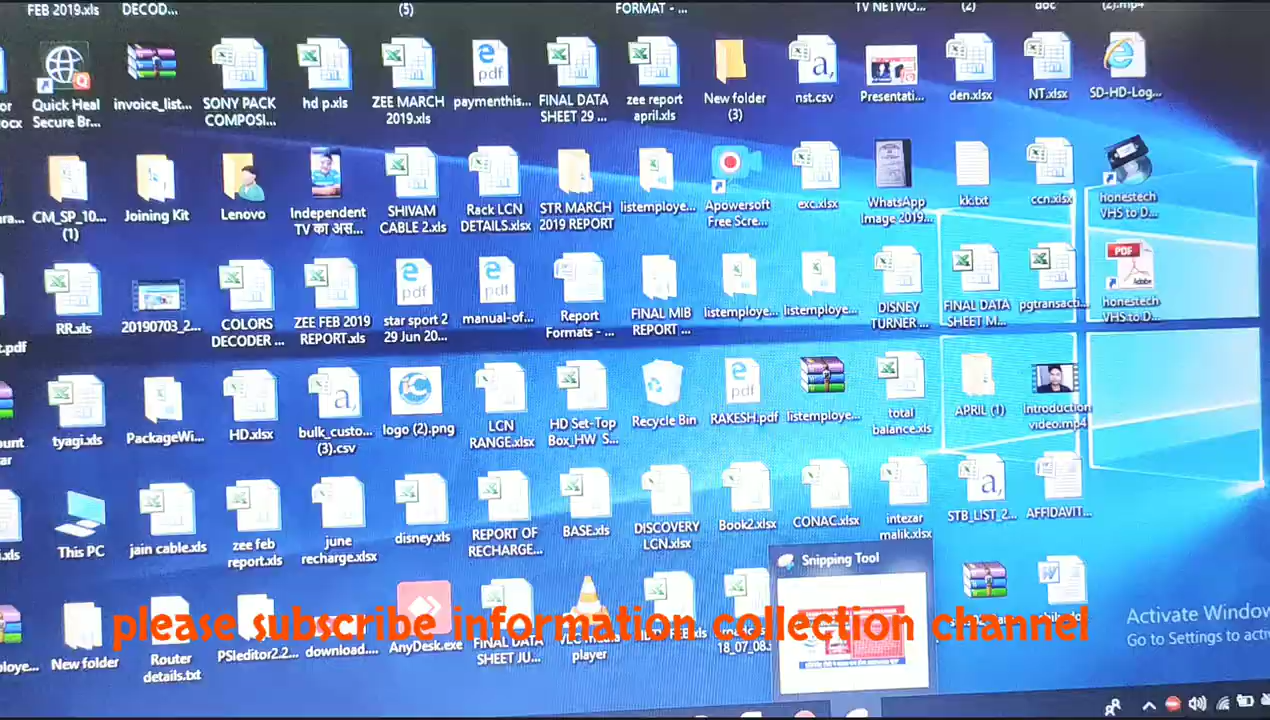 FEB 2019.xls
DECOD...
(5)
FORMAT - ...
TV NETWO...
(2)
doc
(2).mp4
Quick Heal
Secure Br...
invoice_list...
SONY PACK
COMPOSI...
hd p.xls
ZEE MARCH
2019.xls
paymenthis...
FINAL DATA
SHEET 29 ...
zee report
april.xls
New folder
(3)
nst.csv
Presentati...
den.xlsx
NT.xlsx
SD-HD-Log...
CM_SP_10...
(1)
Joining Kit
Lenovo
Independent
TV का अस...
SHIVAM
CABLE 2.xls
Rack LCN
DETAILS.xlsx
STR MARCH
2019 REPORT
listemploye...
Apowersoft
Free Scre...
exc.xlsx
WhatsApp
Image 2019...
kk.txt
ccn.xlsx
honestech
VHS to D...
RR.xls
20190703_2...
COLORS
DECODER ...
ZEE FEB 2019
REPORT.xls
star sport 2
29 Jun 20...
manual-of...
Report
Formats - ...
FINAL MIB
REPORT ...
listemploye...
listemploye...
DISNEY
TURNER ...
FINAL DATA
SHEET M...
pgtransacti...
honestech
VHS to D...
tyagi.xls
PackageWi...
HD.xlsx
bulk_custo...
(3).csv
logo (2).png
LCN
RANGE.xlsx
HD Set-Top
Box_HW S...
Recycle Bin
RAKESH.pdf
listemploye...
total
balance.xls
APRIL (1)
Introduction
video.mp4
This PC
jain cable.xls
zee feb
report.xls
june
recharge.xlsx
disney.xls
REPORT OF
RECHARGE...
BASE.xls
DISCOVERY
LCN.xlsx
Book2.xlsx
CONAC.xlsx
intezar
malik.xlsx
STB_LIST_2...
AFFIDAVIT...
Snipping Tool
New folder
Router
details.txt
PSIeditor2.2...
download....
AnyDesk.exe
FINAL DATA
SHEET JU...
player
18_07_08.
please subscribe information collection channel
Activate Window
Go to Settings to acti